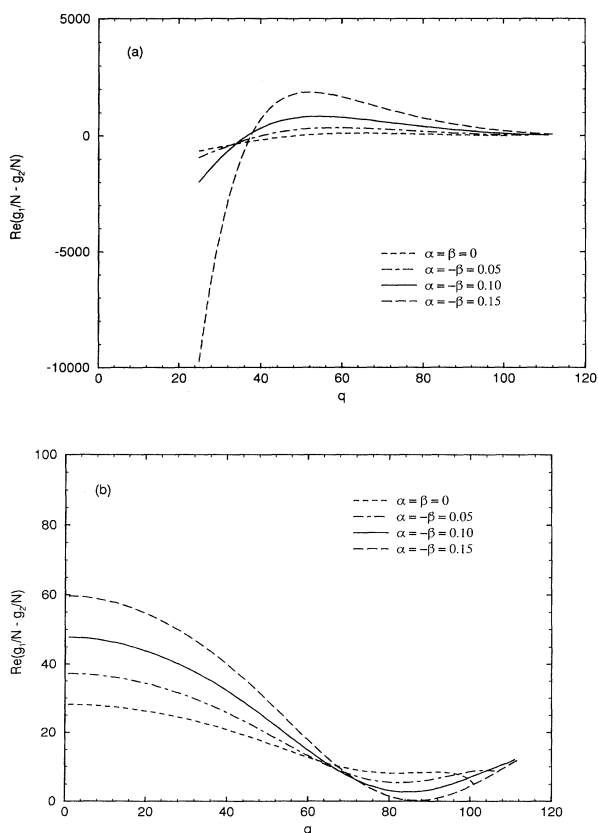 5000
(a)
0
Re(g₁/N - g₂/N)
-5000
α = β = 0
α = -β = 0.05
α = -β = 0.10
α = -β = 0.15
-10000
0 20 40 60 80 100 120
q
100
(b)
80
α = β = 0
α = -β = 0.05
α = -β = 0.10
α = -β = 0.15
60
Re(g₁/N - g₂/N)
40
20
0
0 20 40 60 80 100 120
q